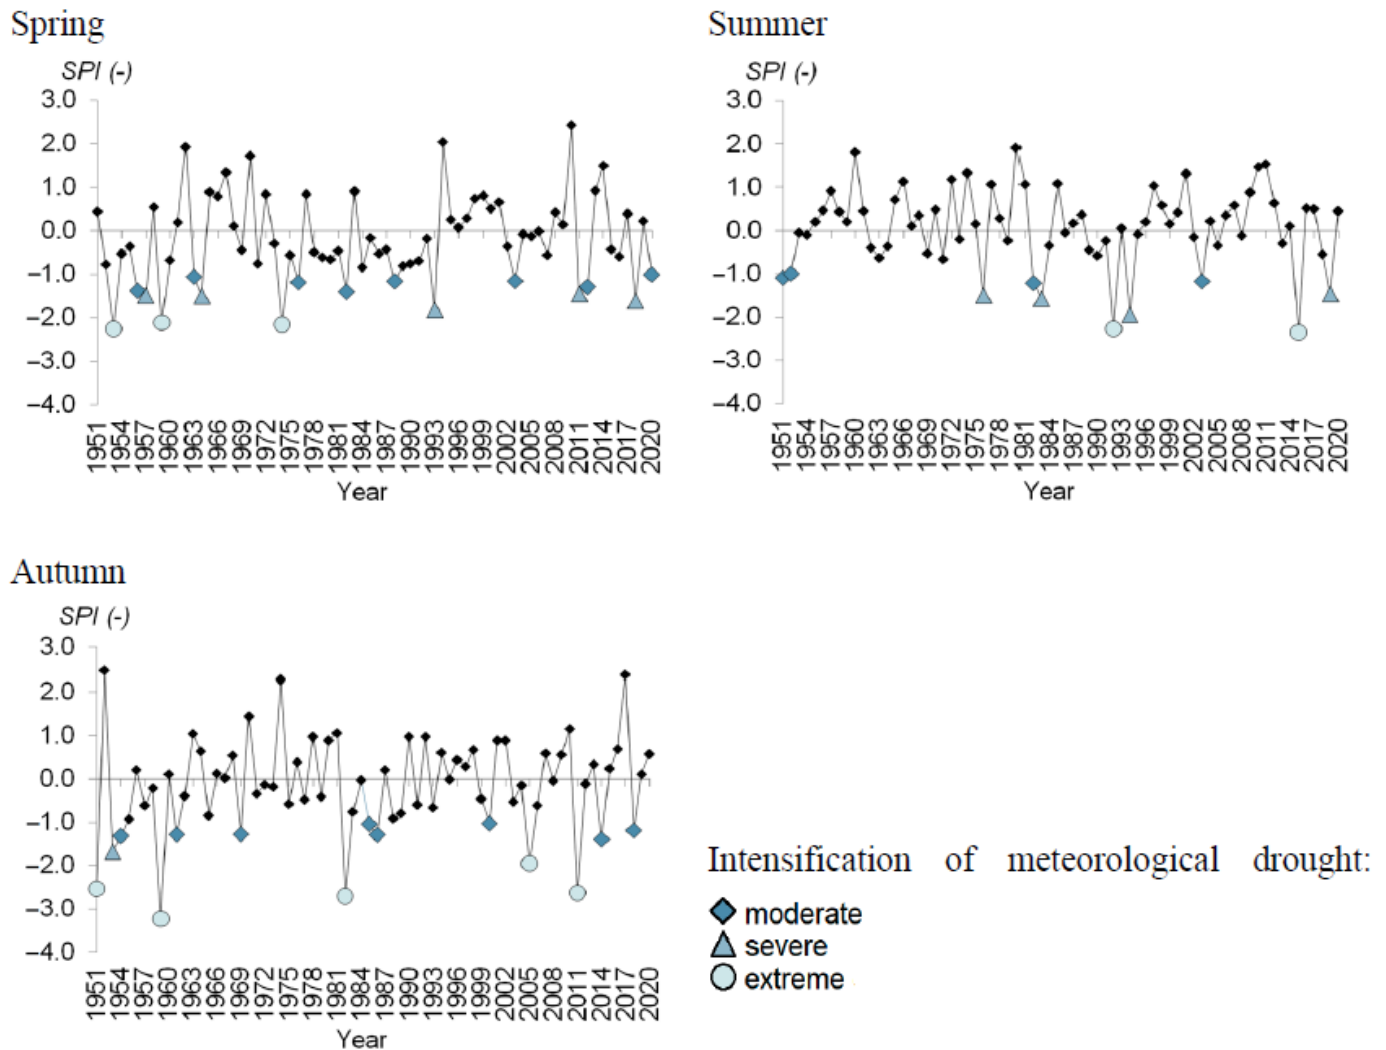 Spring
SPI (-)
3.0
2.0
1.0
0.0
–1.0
–2.0
–3.0
–4.0
1951 1954 1957 1960 1963 1966 1969 1972 1975 1978 1981 1984 1987 1990 1993 1996 1999 2002 2005 2008 2011 2014 2017 2020
Year
Summer
SPI (-)
3.0
2.0
1.0
0.0
–1.0
–2.0
–3.0
–4.0
1951 1954 1957 1960 1963 1966 1969 1972 1975 1978 1981 1984 1987 1990 1993 1996 1999 2002 2005 2008 2011 2014 2017 2020
Year
Autumn
SPI (-)
3.0
2.0
1.0
0.0
–1.0
–2.0
–3.0
–4.0
1951 1954 1957 1960 1963 1966 1969 1972 1975 1978 1981 1984 1987 1990 1993 1996 1999 2002 2005 2008 2011 2014 2017 2020
Year
Intensification of meteorological drought:
moderate
severe
extreme